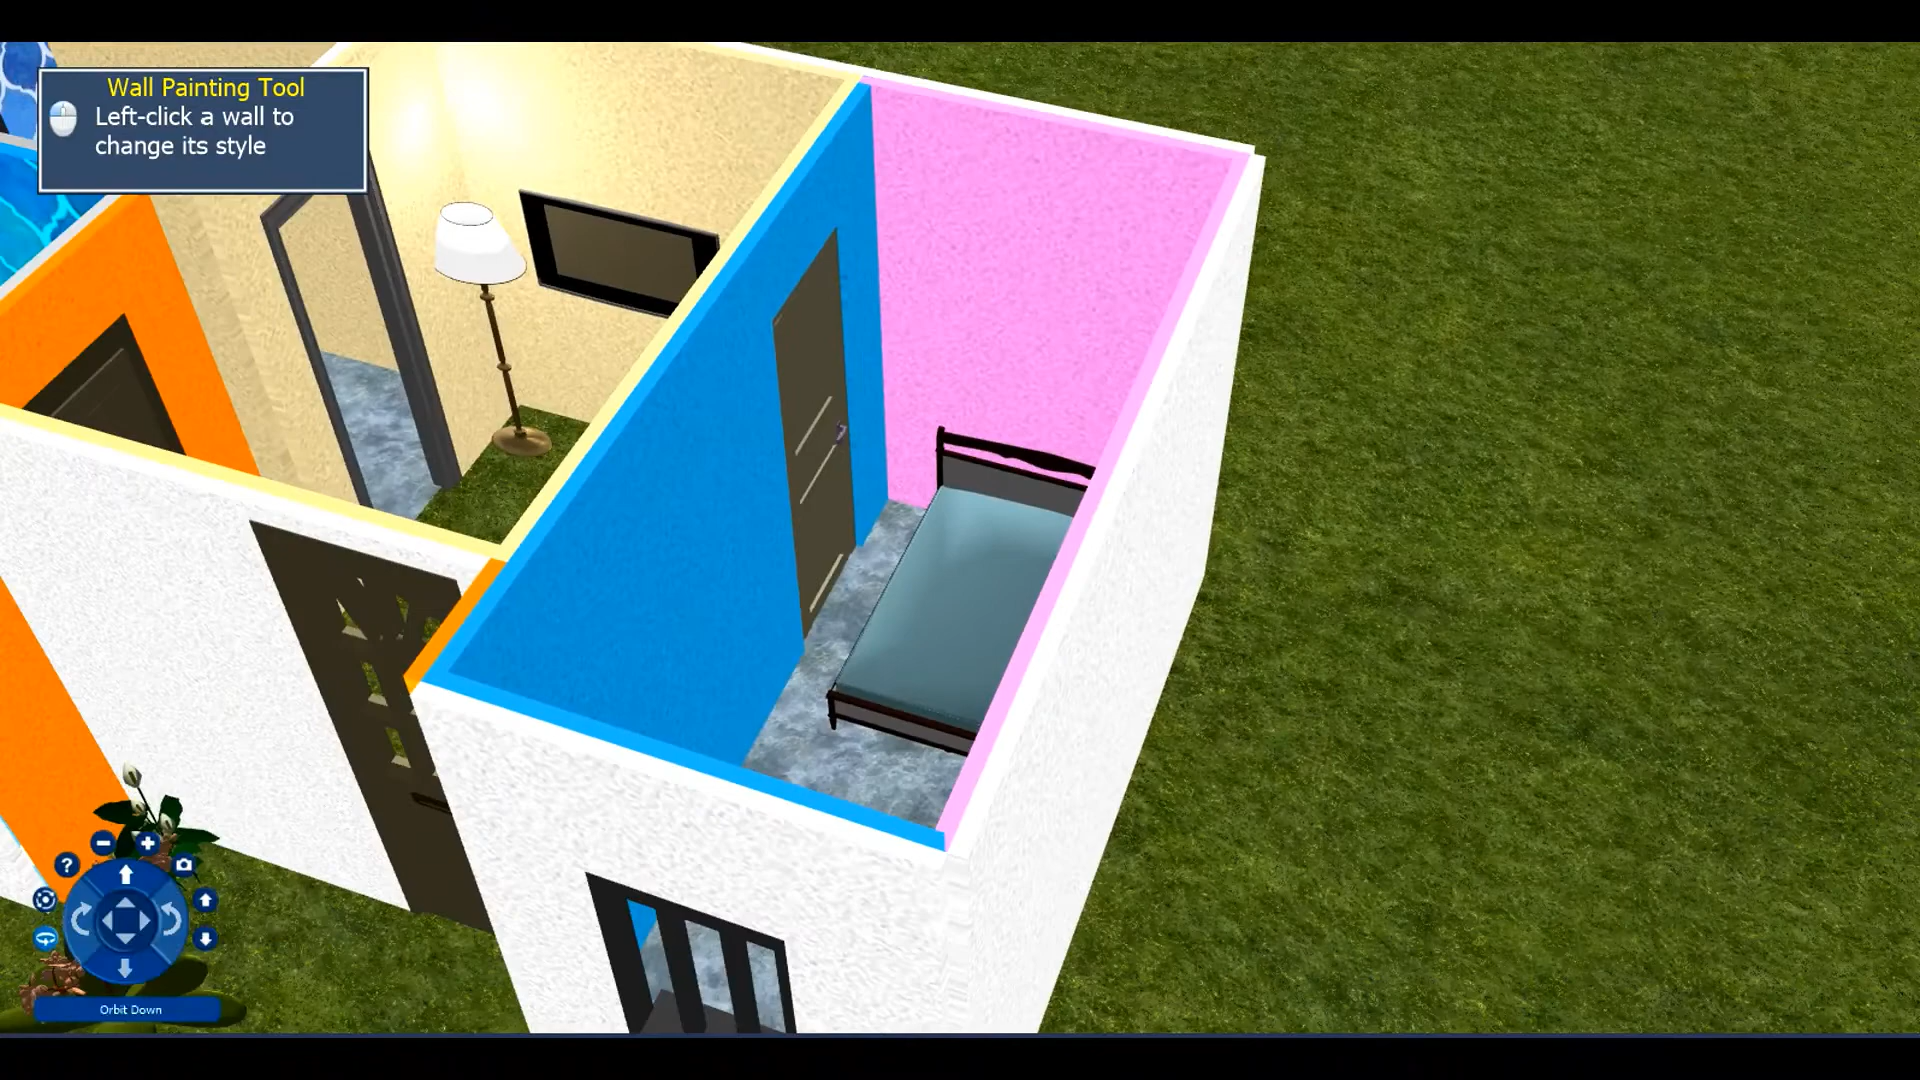 Wall Painting Tool
Left-click a wall to
change its style
?
Orbit Down